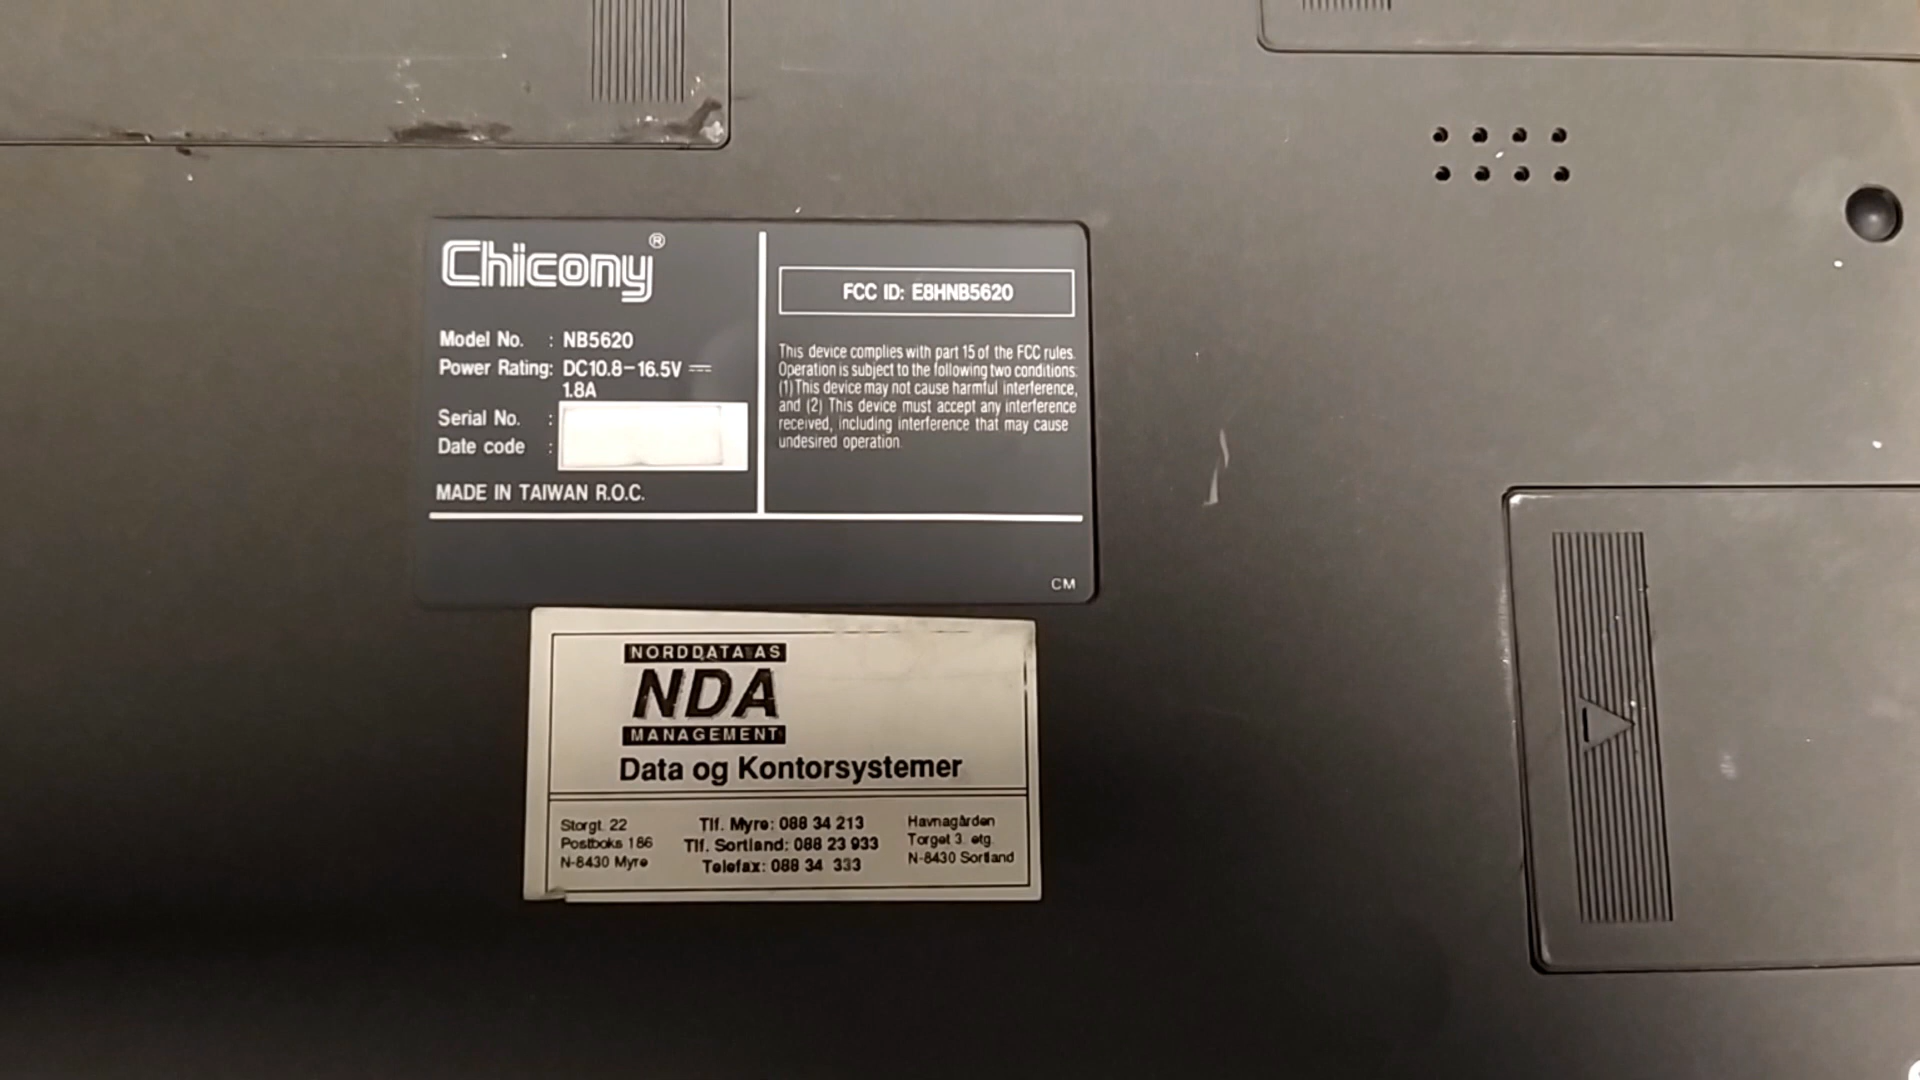 Chicony®
Model No. : NB5620
Power Rating: DC10.8-16.5V ⎓
1.8A
Serial No. :
Date code :
MADE IN TAIWAN R.O.C.
FCC ID: E8HNB5620
This device complies with part 15 of the FCC rules.
Operation is subject to the following two conditions:
(1) This device may not cause harmful interference,
and (2) This device must accept any interference
received, including interference that may cause
undesired operation.
CM
NORDDATA AS
NDA
MANAGEMENT
Data og Kontorsystemer
Storgt. 22
Postboks 186
N-8430 Myre
Tlf. Myre: 088 34 213
Tlf. Sortland: 088 23 933
Telefax: 088 34 333
Havnagården
Torget 3. etg.
N-8430 Sortland